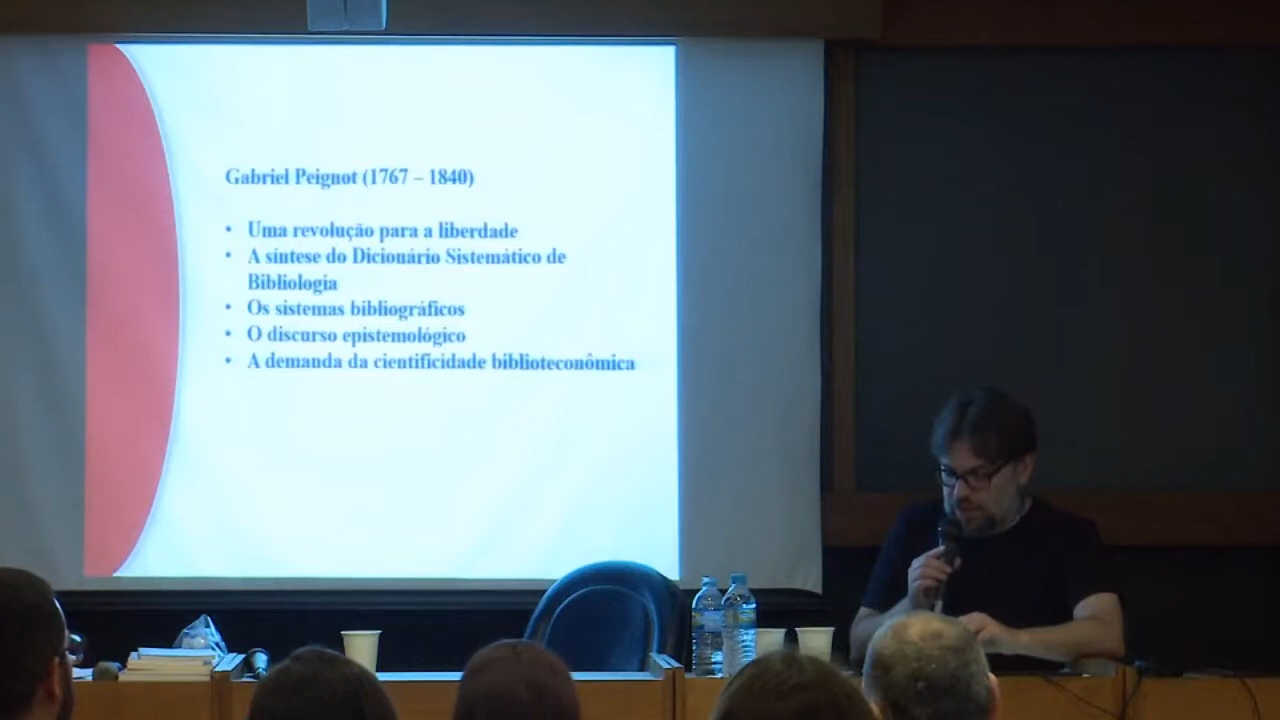 Gabriel Peignot (1767 – 1840)
• Uma revolução para a liberdade
• A síntese do Dicionário Sistemático de
Bibliologia
• Os sistemas bibliográficos
• O discurso epistemológico
• A demanda da cientificidade biblioteconômica